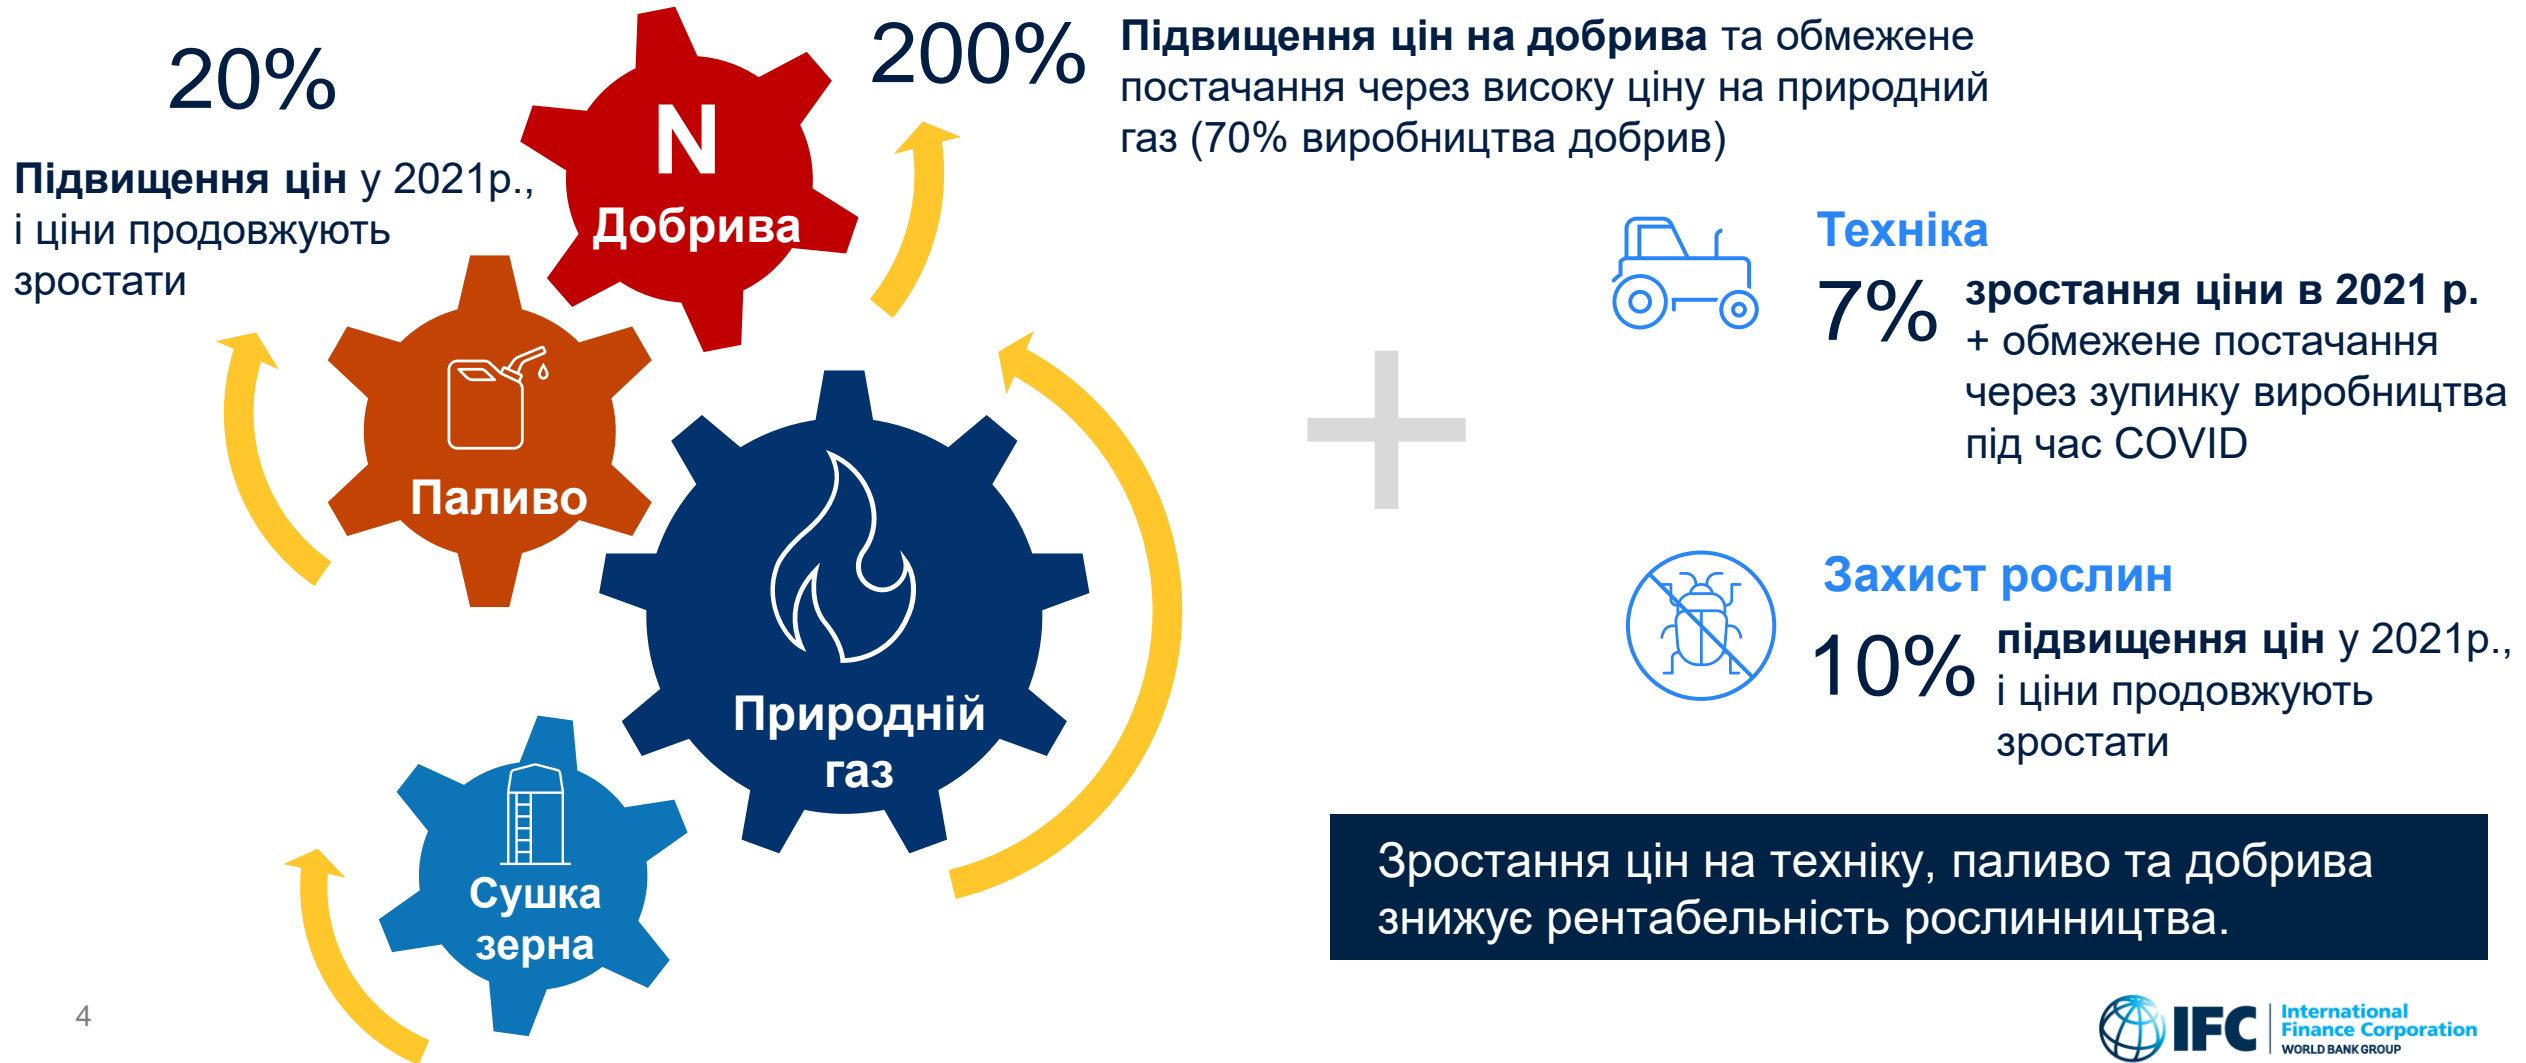 20%
Підвищення цін у 2021р.,
і ціни продовжують
зростати
N
Добрива
200%
Підвищення цін на добрива та обмежене
постачання через високу ціну на природний
газ (70% виробництва добрив)
Паливо
Природній
газ
Сушка
зерна
+
Техніка
7%
зростання ціни в 2021 р.
+ обмежене постачання
через зупинку виробництва
під час COVID
Захист рослин
10%
підвищення цін у 2021р.,
і ціни продовжують
зростати
Зростання цін на техніку, паливо та добрива
знижує рентабельність рослинництва.
4
IFC
International
Finance Corporation
WORLD BANK GROUP